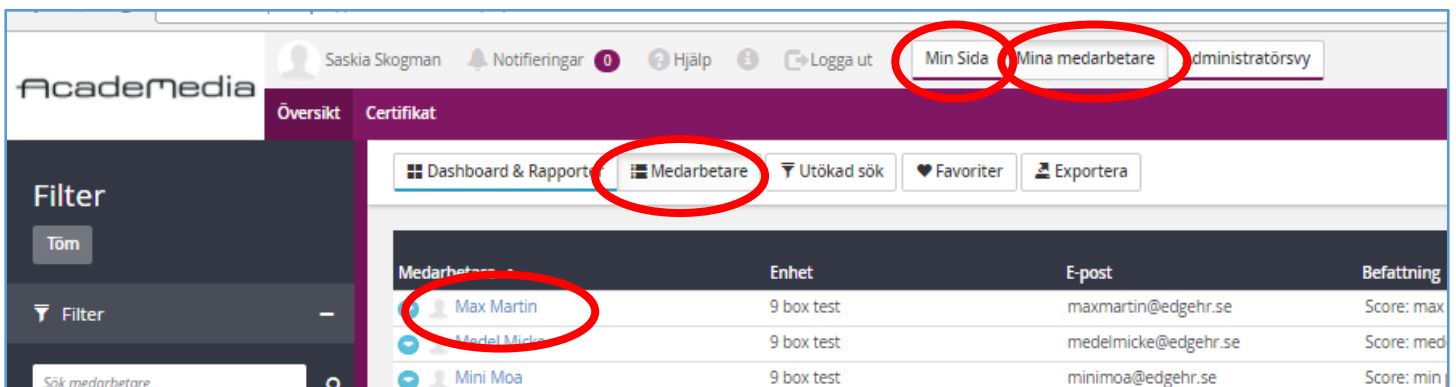 AcadeMedia
Saskia Skogman Notifieringar 0 Hjälp Logga ut Min Sida Mina medarbetare dministratörsvy
Översikt Certifikat
Dashboard & Rapporter Medarbetare Utökad sök Favoriter Exportera
Filter
Töm
Filter
Sök medarbetare
Medarbetare Enhet E-post Befattning
Max Martin 9 box test maxmartin@edgehr.se Score: max
Medel Micke 9 box test medelmicke@edgehr.se Score: mede
Mini Moa 9 box test minimoa@edgehr.se Score: min